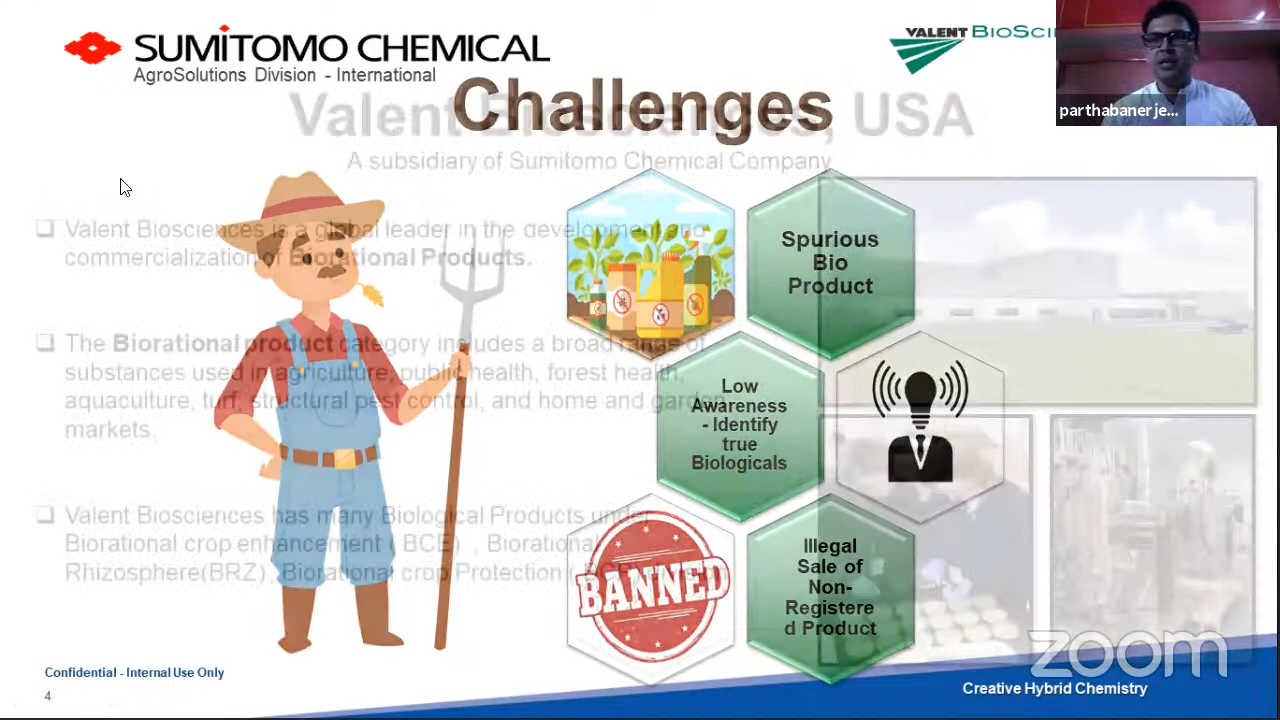 SUMITOMO CHEMICAL
AgroSolutions Division - International
VALENT BIOSCI
parthabanerje...
Challenges
Valent Biosciences, USA
A subsidiary of Sumitomo Chemical Company
Valent Biosciences is a global leader in the development and
commercialization of Biorational Products.
The Biorational product category includes a broad range of
substances used in agriculture, public health, forest health,
aquaculture, turf, structural pest control, and home and garden
markets.
Valent Biosciences has many Biological Products under
Biorational crop enhancement ( BCE) , Biorational
Rhizosphere(BRZ) , Biorational crop Protection (
Spurious
Bio
Product
Low
Awareness
- Identify
true
Biologicals
BANNED
Illegal
Sale of
Non-
Registere
d Product
zoom
Confidential - Internal Use Only
4
Creative Hybrid Chemistry